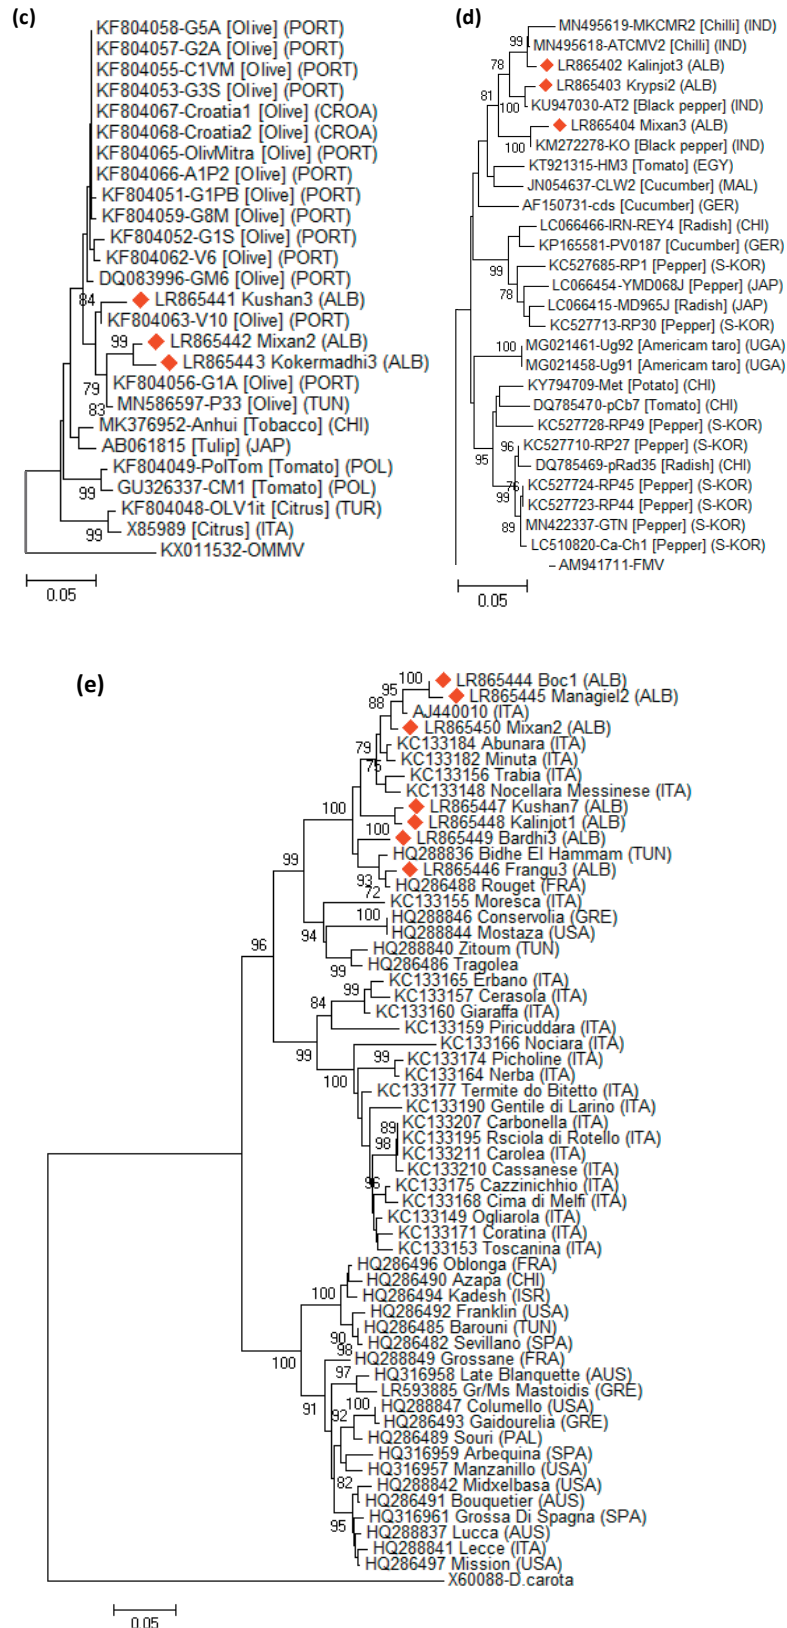 (c)
KF804058-G5A [Olive] (PORT)
KF804057-G2A [Olive] (PORT)
KF804055-C1VM [Olive] (PORT)
KF804053-G3S [Olive] (PORT)
KF804067-Croatia1 [Olive] (CROA)
KF804068-Croatia2 [Olive] (CROA)
KF804065-OlivMitra [Olive] (PORT)
KF804066-A1P2 [Olive] (PORT)
KF804051-G1PB [Olive] (PORT)
KF804059-G8M [Olive] (PORT)
KF804052-G1S [Olive] (PORT)
KF804062-V6 [Olive] (PORT)
DQ083996-GM6 [Olive] (PORT)
84
LR865441 Kushan3 (ALB)
KF804063-V10 [Olive] (PORT)
99
LR865442 Mixan2 (ALB)
LR865443 Kokermadhi3 (ALB)
79
KF804056-G1A [Olive] (PORT)
83
MN586597-P33 [Olive] (TUN)
MK376952-Anhui [Tobacco] (CHI)
AB061815 [Tulip] (JAP)
KF804049-PolTom [Tomato] (POL)
99
GU326337-CM1 [Tomato] (POL)
KF804048-OLV1it [Citrus] (TUR)
99
X85989 [Citrus] (ITA)
KX011532-OMMV
0.05
(d)
MN495619-MKCMR2 [Chilli] (IND)
99
MN495618-ATCMV2 [Chilli] (IND)
78
LR865402 Kalinjot3 (ALB)
LR865403 Krypsi2 (ALB)
81
100
KU947030-AT2 [Black pepper] (IND)
LR865404 Mixan3 (ALB)
100
KM272278-KO [Black pepper] (IND)
KT921315-HM3 [Tomato] (EGY)
JN054637-CLW2 [Cucumber] (MAL)
AF150731-cds [Cucumber] (GER)
LC066466-IRN-REY4 [Radish] (CHI)
KP165581-PV0187 [Cucumber] (GER)
99
KC527685-RP1 [Pepper] (S-KOR)
78
LC066454-YMD068J [Pepper] (JAP)
LC066415-MD965J [Radish] (JAP)
KC527713-RP30 [Pepper] (S-KOR)
100
MG021461-Ug92 [Americam taro] (UGA)
MG021458-Ug91 [Americam taro] (UGA)
KY794709-Met [Potato] (CHI)
DQ785470-pCb7 [Tomato] (CHI)
KC527728-RP49 [Pepper] (S-KOR)
96
KC527710-RP27 [Pepper] (S-KOR)
95
DQ785469-pRad35 [Radish] (CHI)
76
KC527724-RP45 [Pepper] (S-KOR)
99
KC527723-RP44 [Pepper] (S-KOR)
89
MN422337-GTN [Pepper] (S-KOR)
LC510820-Ca-Ch1 [Pepper] (S-KOR)
AM941711-FMV
0.05
(e)
100
LR865444 Boc1 (ALB)
95
LR865445 Managiel2 (ALB)
88
AJ440010 (ITA)
LR865450 Mixan2 (ALB)
79
KC133184 Abunara (ITA)
75
KC133182 Minuta (ITA)
KC133156 Trabia (ITA)
KC133148 Nocellara Messinese (ITA)
100
LR865447 Kushan7 (ALB)
LR865448 Kalinjot1 (ALB)
100
LR865449 Bardhi3 (ALB)
99
HQ288836 Bidhe El Hammam (TUN)
LR865446 Frangu3 (ALB)
93
HQ286488 Rouget (FRA)
72
KC133155 Moresca (ITA)
100
HQ288846 Conservolia (GRE)
94
HQ288844 Mostaza (USA)
96
HQ288840 Zitoum (TUN)
99
HQ286486 Tragolea
KC133165 Erbano (ITA)
99
KC133157 Cerasola (ITA)
84
KC133160 Giaraffa (ITA)
KC133159 Piricuddara (ITA)
99
KC133166 Nociara (ITA)
99
KC133174 Picholine (ITA)
100
KC133164 Nerba (ITA)
KC133177 Termite do Bitetto (ITA)
KC133190 Gentile di Larino (ITA)
89
KC133207 Carbonella (ITA)
98
KC133195 Rsciola di Rotello (ITA)
KC133211 Carolea (ITA)
KC133210 Cassanese (ITA)
96
KC133175 Cazzinichhio (ITA)
KC133168 Cima di Melfi (ITA)
KC133149 Ogliarola (ITA)
KC133171 Coratina (ITA)
KC133153 Toscanina (ITA)
HQ286496 Oblonga (FRA)
HQ286490 Azapa (CHI)
100
HQ286494 Kadesh (ISR)
HQ286492 Franklin (USA)
HQ286485 Barouni (TUN)
90
HQ286482 Sevillano (SPA)
98
100
HQ288849 Grossane (FRA)
97
HQ316958 Late Blanquette (AUS)
LR593885 Gr/Ms Mastoidis (GRE)
91
100
HQ288847 Columello (USA)
92
HQ286493 Gaidourelia (GRE)
HQ286489 Souri (PAL)
HQ316959 Arbequina (SPA)
HQ316957 Manzanillo (USA)
82
HQ288842 Midxelbasa (USA)
HQ286491 Bouquetier (AUS)
95
HQ316961 Grossa Di Spagna (SPA)
HQ288837 Lucca (AUS)
HQ288841 Lecce (ITA)
HQ286497 Mission (USA)
X60088-D.carota
0.05